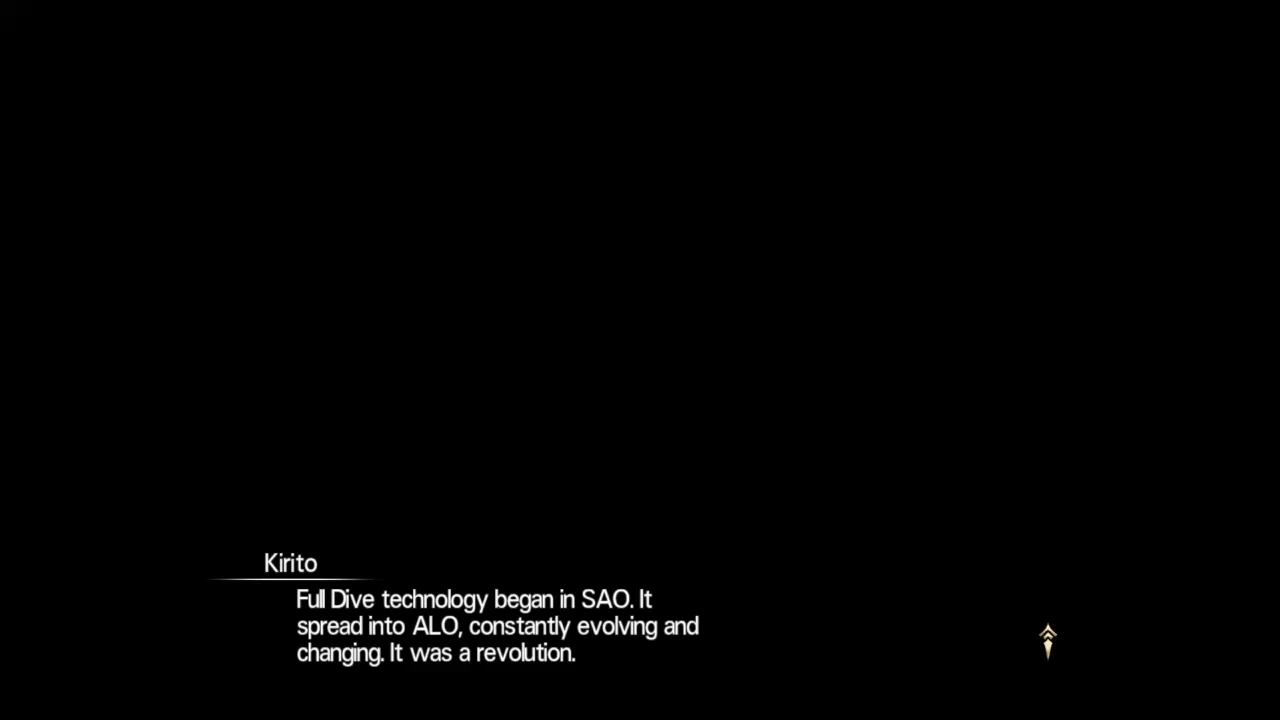 Kirito
Full Dive technology began in SAO. It
spread into ALO, constantly evolving and
changing. It was a revolution.